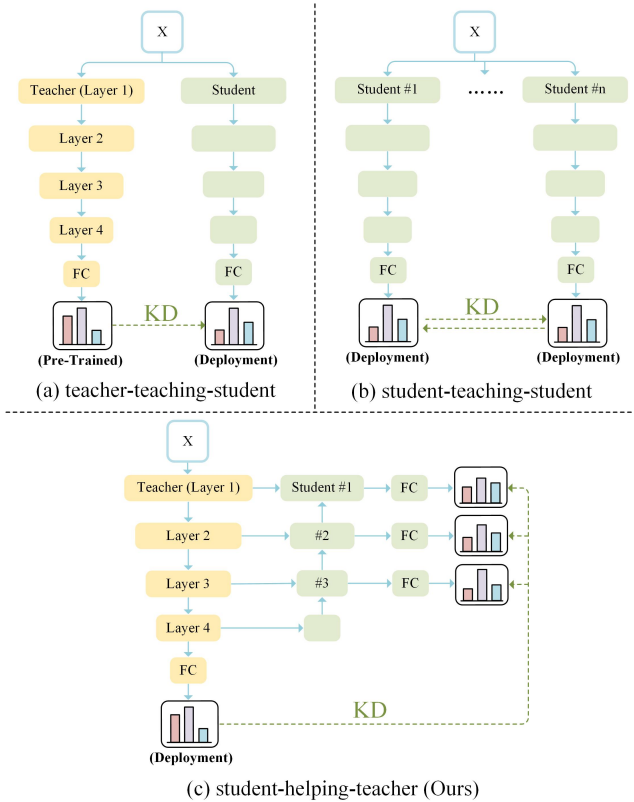 X
Teacher (Layer 1)
Student
Layer 2
Layer 3
Layer 4
FC
FC
KD
(Pre-Trained)
(Deployment)
(a) teacher-teaching-student
X
Student #1
......
Student #n
FC
FC
KD
(Deployment)
(Deployment)
(b) student-teaching-student
X
Teacher (Layer 1)
Student #1
FC
Layer 2
#2
FC
Layer 3
#3
FC
Layer 4
FC
KD
(Deployment)
(c) student-helping-teacher (Ours)